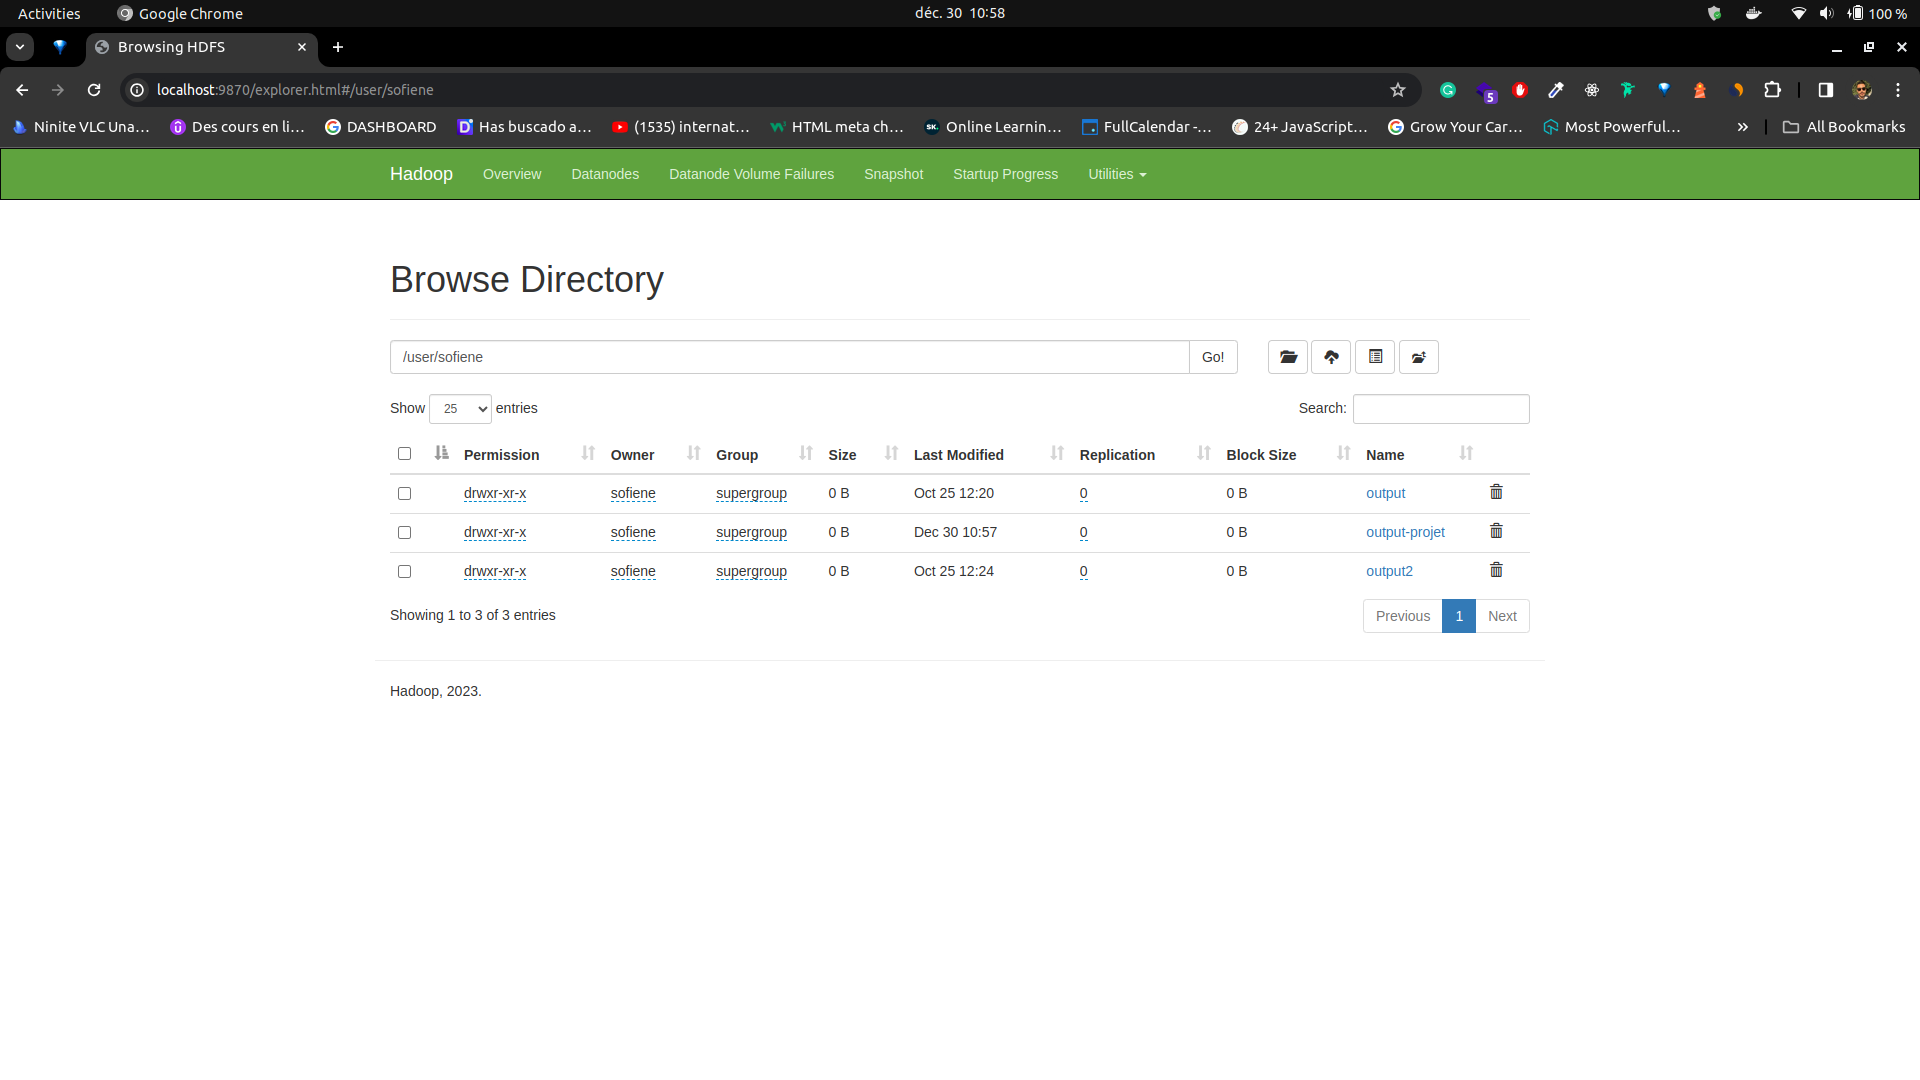 Activities Google Chrome déc. 30 10:58 100 %
Browsing HDFS
localhost:9870/explorer.html#/user/sofiene 5
Ninite VLC Una... Des cours en li... DASHBOARD Has buscado a... (1535) internat... HTML meta ch... Online Learnin... FullCalendar -... 24+ JavaScript... Grow Your Car... Most Powerful... » All Bookmarks
Hadoop Overview Datanodes Datanode Volume Failures Snapshot Startup Progress Utilities
Browse Directory
/user/sofiene Go!
Show 25 entries Search:
Permission Owner Group Size Last Modified Replication Block Size Name
drwxr-xr-x sofiene supergroup 0 B Oct 25 12:20 0 0 B output
drwxr-xr-x sofiene supergroup 0 B Dec 30 10:57 0 0 B output-projet
drwxr-xr-x sofiene supergroup 0 B Oct 25 12:24 0 0 B output2
Showing 1 to 3 of 3 entries Previous 1 Next
Hadoop, 2023.